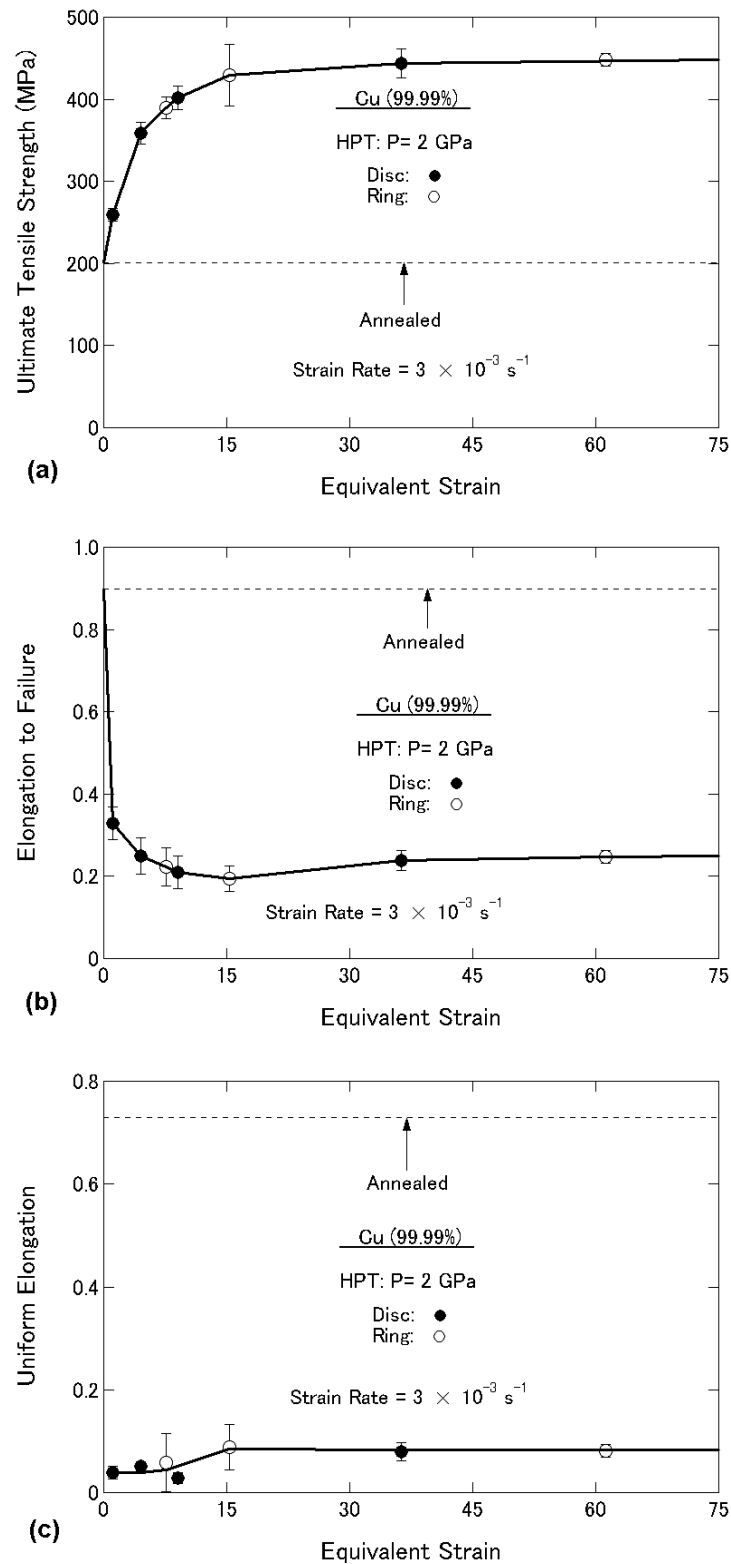 500
400
300
200
100
0
Ultimate Tensile Strength (MPa)
Cu (99.99%)
HPT: P= 2 GPa
Disc: ●
Ring: ○
Annealed
Strain Rate = 3 × 10⁻³ s⁻¹
0 15 30 45 60 75
(a)
Equivalent Strain
1.0
0.8
0.6
0.4
0.2
0
Elongation to Failure
Annealed
Cu (99.99%)
HPT: P= 2 GPa
Disc: ●
Ring: ○
Strain Rate = 3 × 10⁻³ s⁻¹
0 15 30 45 60 75
(b)
Equivalent Strain
0.8
0.6
0.4
0.2
0
Uniform Elongation
Annealed
Cu (99.99%)
HPT: P= 2 GPa
Disc: ●
Ring: ○
Strain Rate = 3 × 10⁻³ s⁻¹
0 15 30 45 60 75
(c)
Equivalent Strain